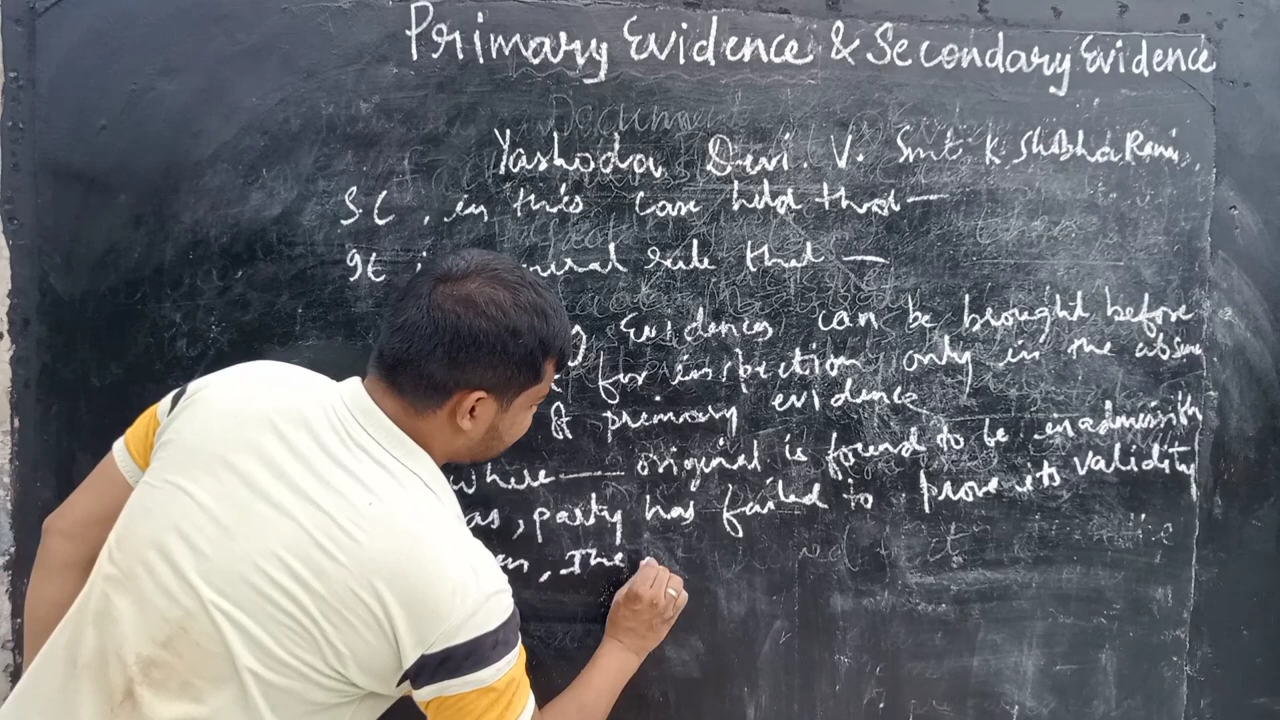 Primary Evidence & Secondary Evidence
Yashoda Devi. V. Smt K. Shobha Rani,
SC, in this case held that —
It rule that —
Evidences can be brought before
for inspection only in the absence
of primary evidence
where — original is found to be inadmissible
as, party has failed to prove its validity
, the